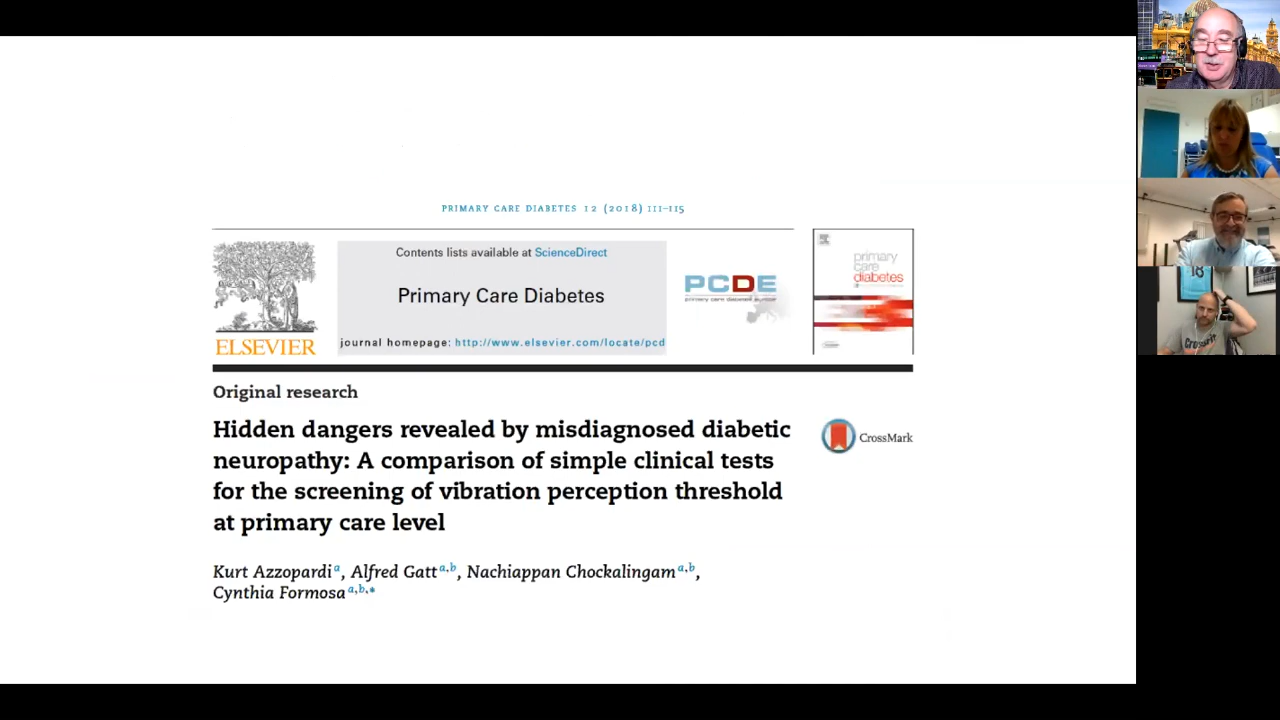 PRIMARY CARE DIABETES 12 (2018) 111–115
Contents lists available at ScienceDirect
Primary Care Diabetes
journal homepage: http://www.elsevier.com/locate/pcd
ELSEVIER
PCDE
primary care
diabetes
Original research
Hidden dangers revealed by misdiagnosed diabetic
neuropathy: A comparison of simple clinical tests
for the screening of vibration perception threshold
at primary care level
CrossMark
Kurt Azzopardi a, Alfred Gatt a,b, Nachiappan Chockalingam a,b,
Cynthia Formosa a,b,*
18